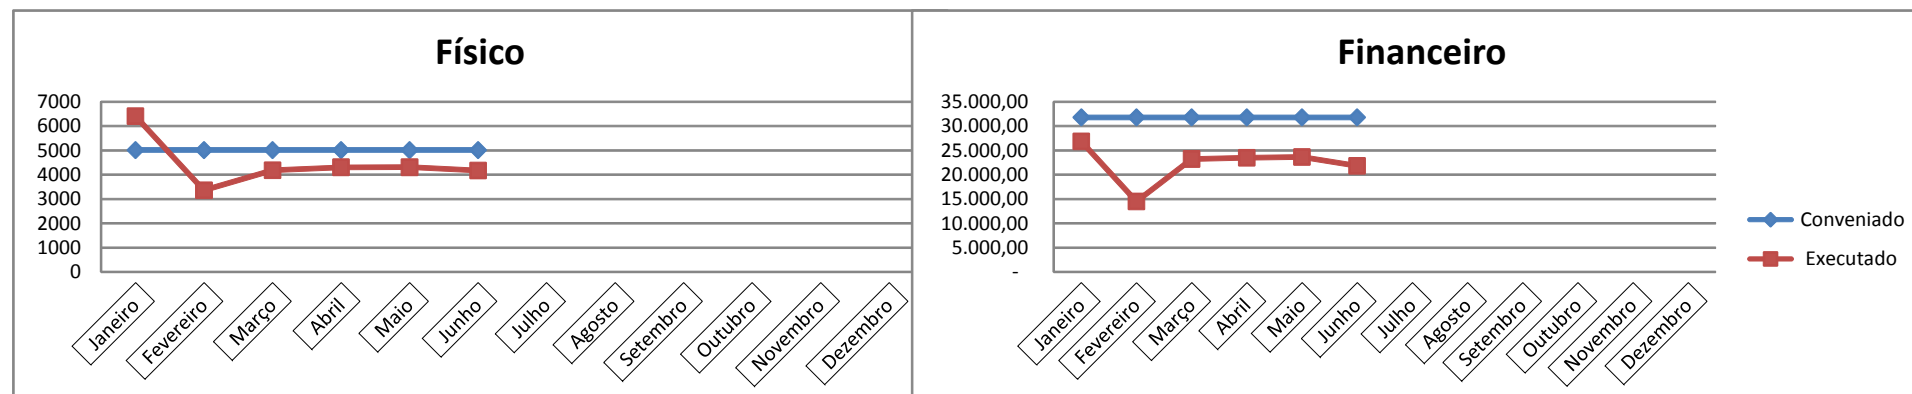 Físico
7000
6000
5000
4000
3000
2000
1000
0
Janeiro
Fevereiro
Março
Abril
Maio
Junho
Julho
Agosto
Setembro
Outubro
Novembro
Dezembro
Financeiro
35.000,00
30.000,00
25.000,00
20.000,00
15.000,00
10.000,00
5.000,00
-
Janeiro
Fevereiro
Março
Abril
Maio
Junho
Julho
Agosto
Setembro
Outubro
Novembro
Dezembro
Conveniado
Executado